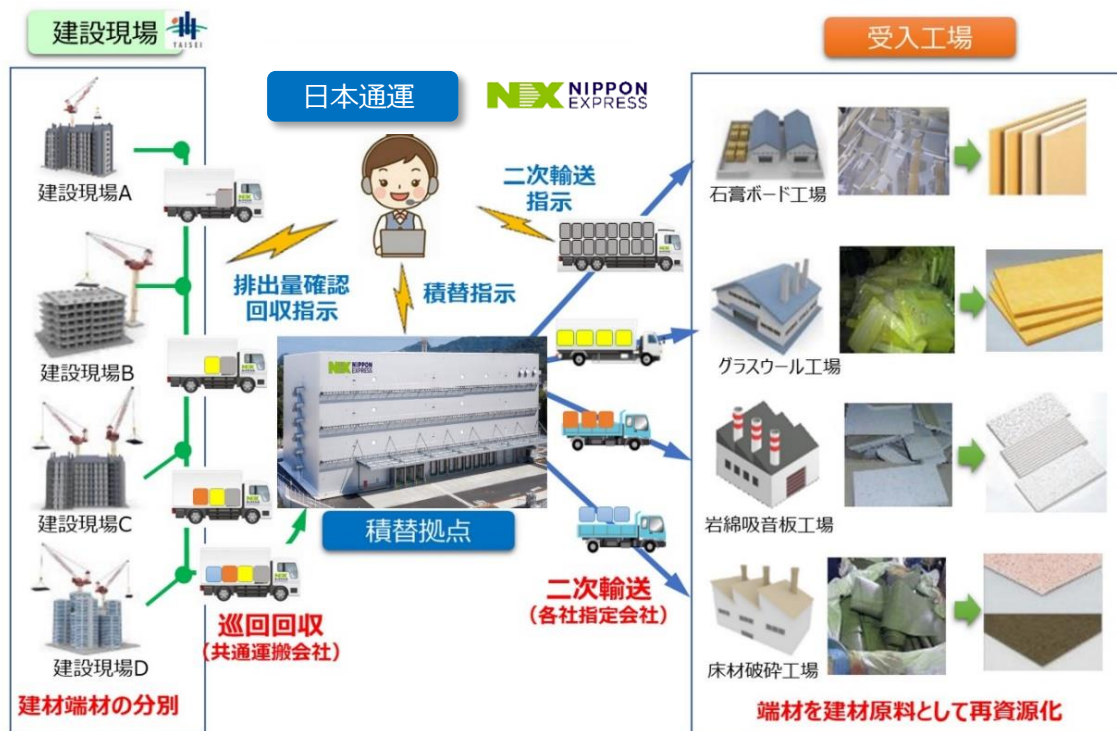 建設現場
TAISEI
建設現場A
建設現場B
建設現場C
建設現場D
建材端材の分別
日本通運
NX NIPPON
EXPRESS
排出量確認
回収指示
積替指示
二次輸送
指示
NX NIPPON
EXPRESS
積替拠点
巡回回収
(共通運搬会社)
二次輸送
(各社指定会社)
受入工場
石膏ボード工場
グラスウール工場
岩綿吸音板工場
床材破砕工場
端材を建材原料として再資源化